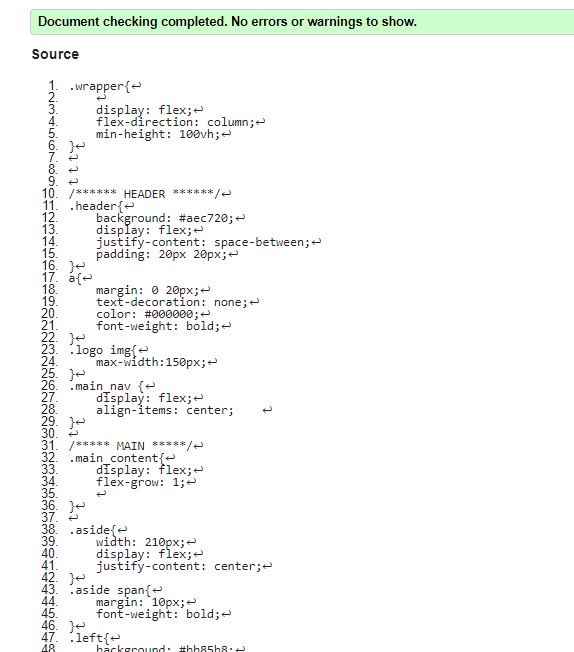 Document checking completed. No errors or warnings to show.
Source
1. .wrapper{↩
2. ↩
3. display: flex;↩
4. flex-direction: column;↩
5. min-height: 100vh;↩
6. }↩
7. ↩
8. ↩
9. ↩
10. /****** HEADER ******/↩
11. .header{↩
12. background: #aec720;↩
13. display: flex;↩
14. justify-content: space-between;↩
15. padding: 20px 20px;↩
16. }↩
17. a{↩
18. margin: 0 20px;↩
19. text-decoration: none;↩
20. color: #000000;↩
21. font-weight: bold;↩
22. }↩
23. .logo img{↩
24. max-width:150px;↩
25. }↩
26. .main_nav {↩
27. display: flex;↩
28. align-items: center; ↩
29. }↩
30. ↩
31. /***** MAIN *****/↩
32. .main_content{↩
33. display: flex;↩
34. flex-grow: 1;↩
35. ↩
36. }↩
37. ↩
38. .aside{↩
39. width: 210px;↩
40. display: flex;↩
41. justify-content: center;↩
42. }↩
43. .aside span{↩
44. margin: 10px;↩
45. font-weight: bold;↩
46. }↩
47. .left{↩
48. background: #bb85b8;↩